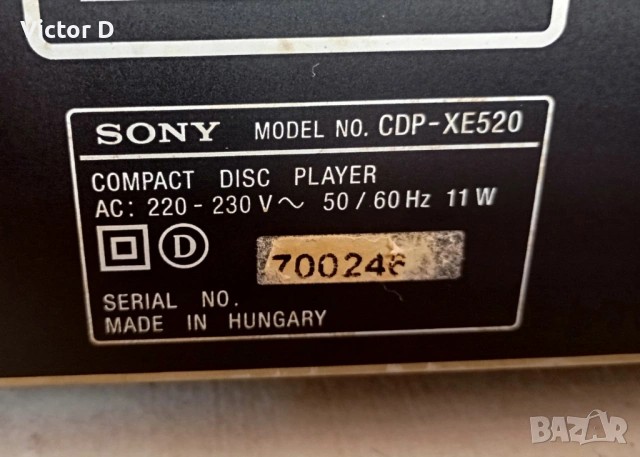 Victor D
SONY MODEL NO. CDP-XE520
COMPACT DISC PLAYER
AC: 220 - 230 V ~ 50 / 60 Hz 11 W
D
700246
SERIAL NO.
MADE IN HUNGARY
BAZAR